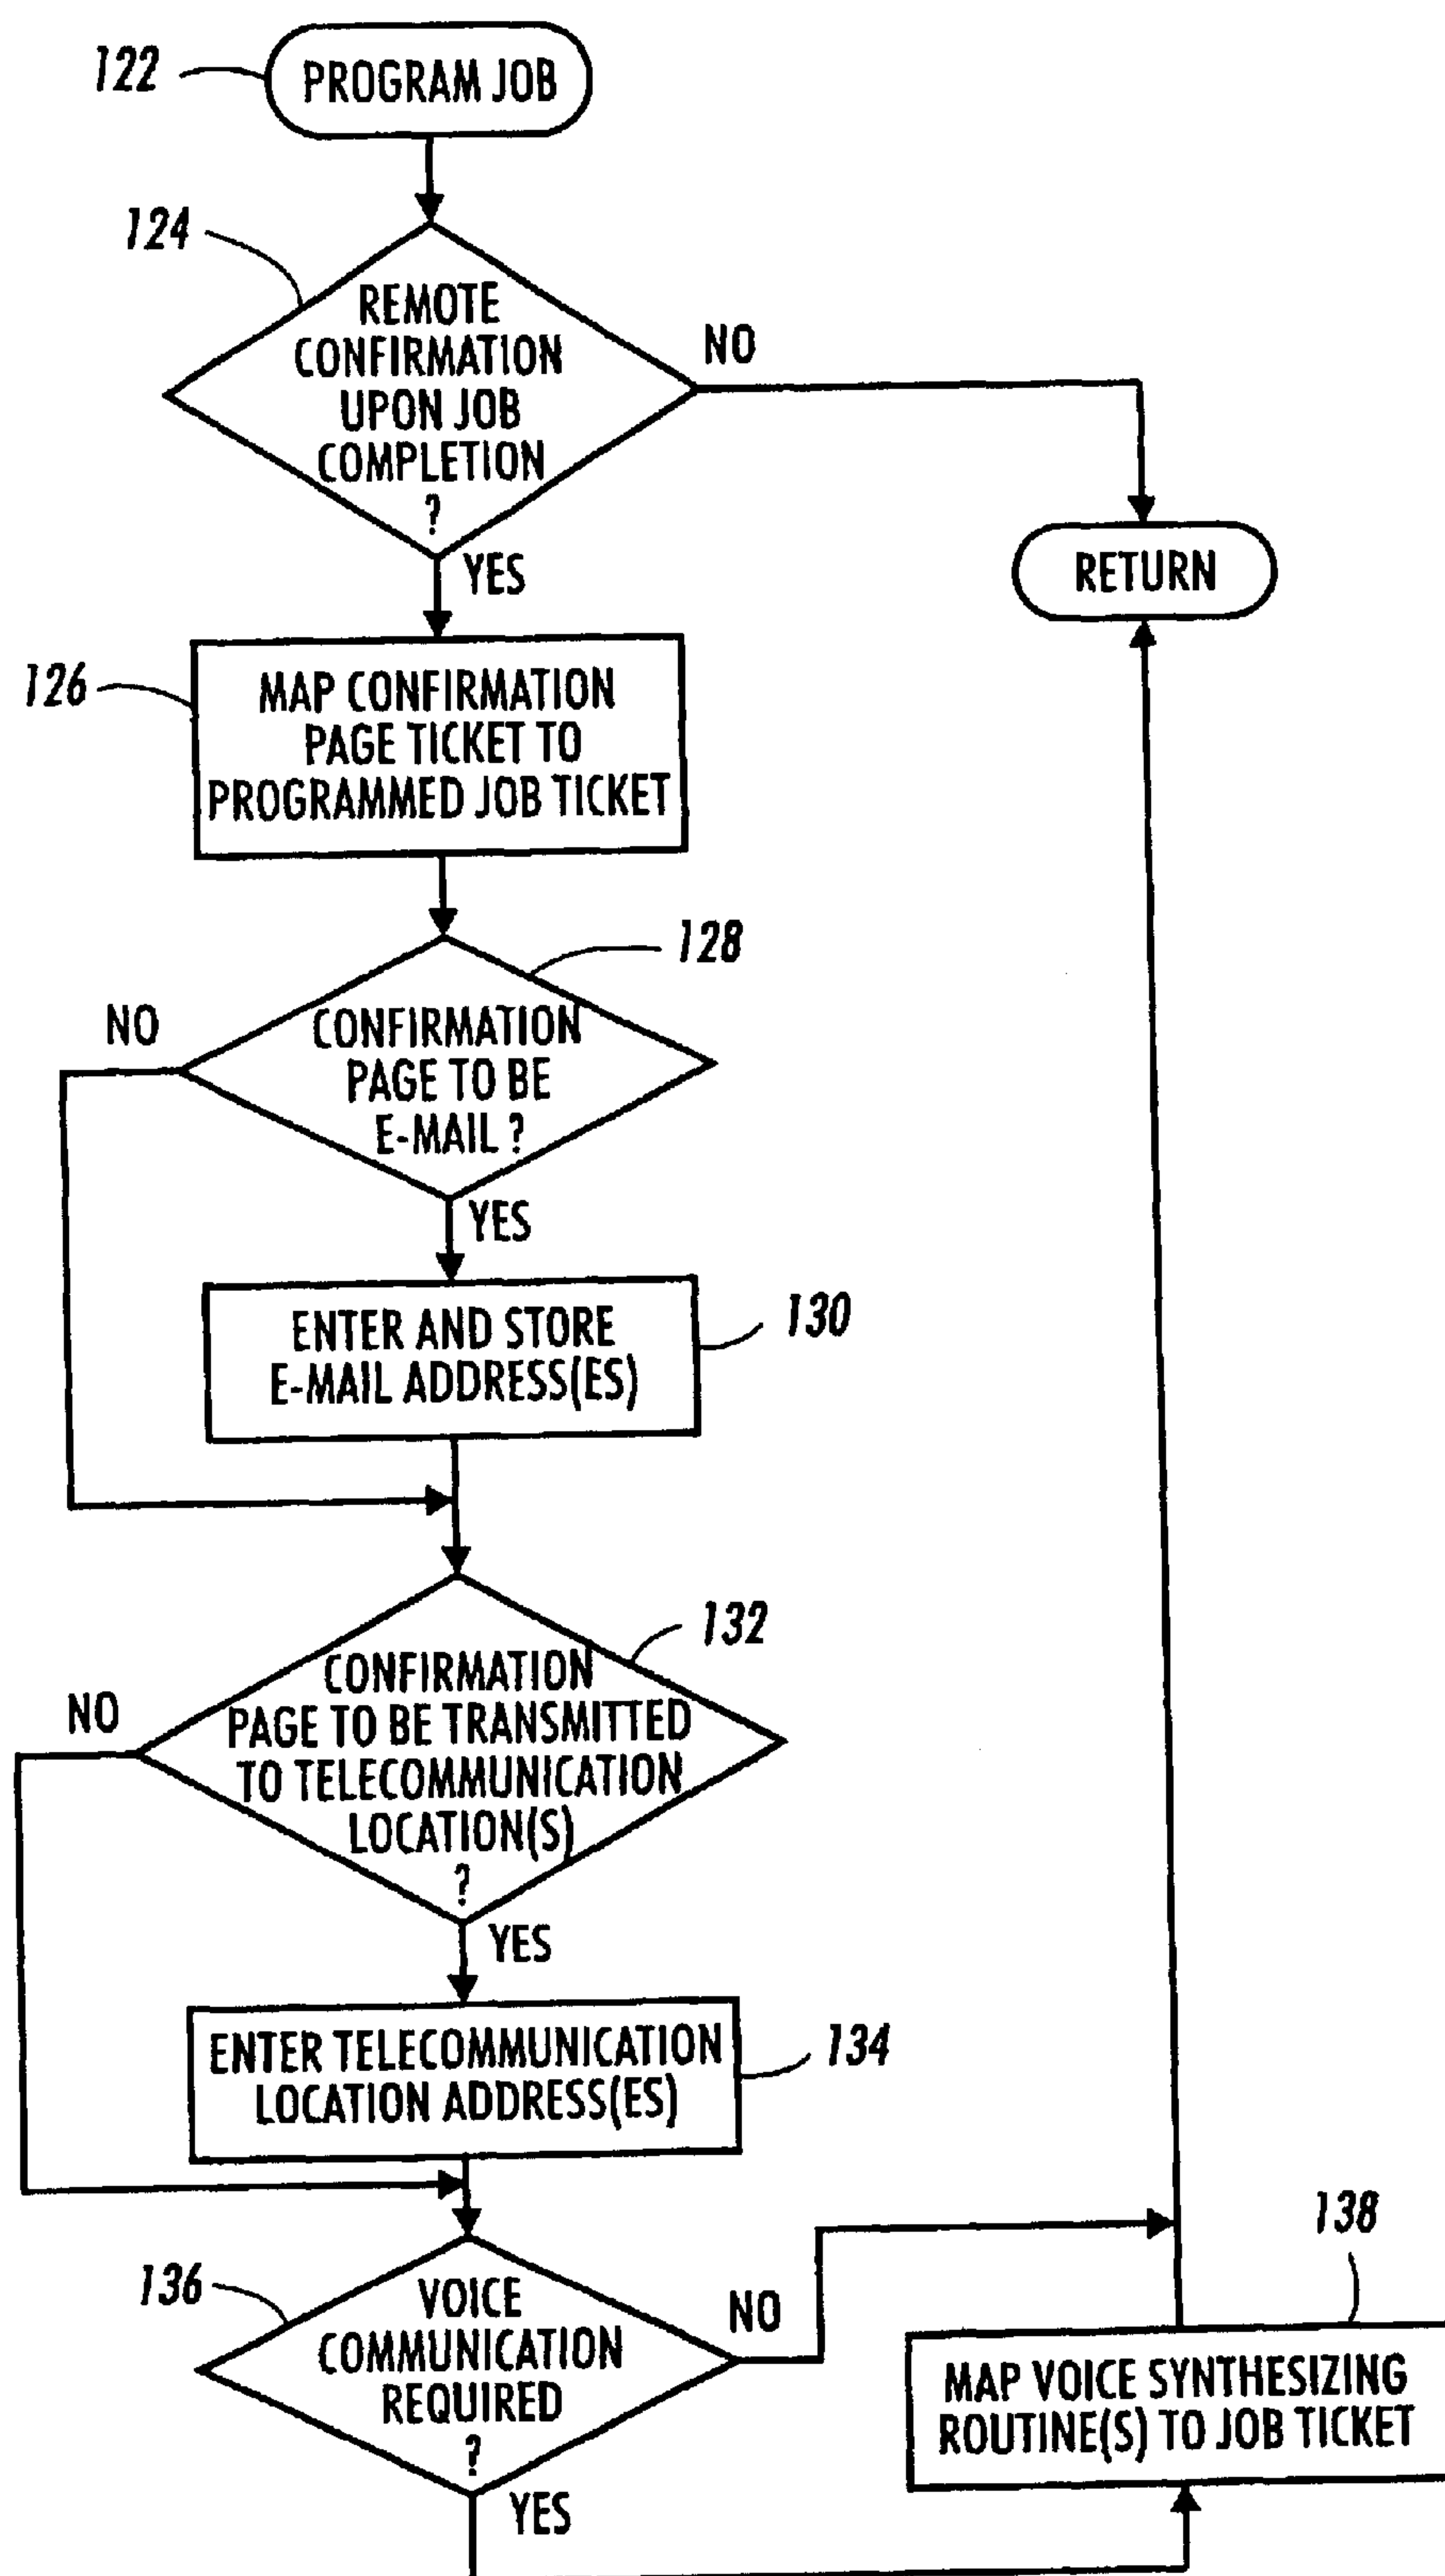 122
PROGRAM JOB
124
REMOTE
CONFIRMATION
UPON JOB
COMPLETION
?
NO
YES
RETURN
126
MAP CONFIRMATION
PAGE TICKET TO
PROGRAMMED JOB TICKET
128
NO
CONFIRMATION
PAGE TO BE
E-MAIL ?
YES
ENTER AND STORE
E-MAIL ADDRESS(ES)
130
132
NO
CONFIRMATION
PAGE TO BE TRANSMITTED
TO TELECOMMUNICATION
LOCATION(S)
?
YES
ENTER TELECOMMUNICATION
LOCATION ADDRESS(ES)
134
136
VOICE
COMMUNICATION
REQUIRED
?
NO
YES
138
MAP VOICE SYNTHESIZING
ROUTINE(S) TO JOB TICKET